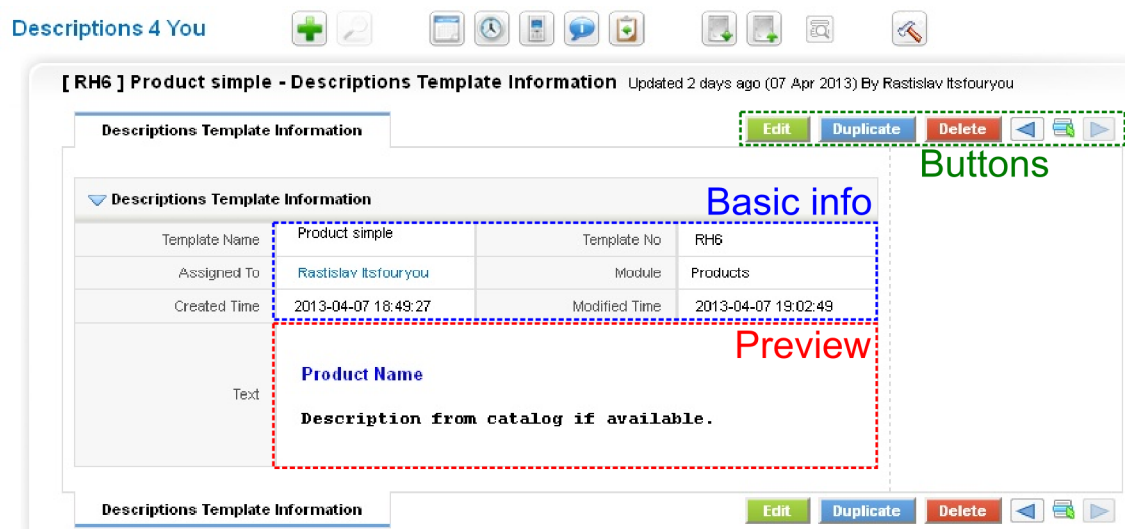 Descriptions 4 You
[ RH6 ] Product simple - Descriptions Template Information Updated 2 days ago (07 Apr 2013) By Rastislav Itsfouryou
Descriptions Template Information Edit Duplicate Delete
Buttons
Descriptions Template Information Basic info
Template Name Product simple Template No RH6
Assigned To Rastislav Itsfouryou Module Products
Created Time 2013-04-07 18:49:27 Modified Time 2013-04-07 19:02:49
Preview
Product Name
Text
Description from catalog if available.
Descriptions Template Information Edit Duplicate Delete